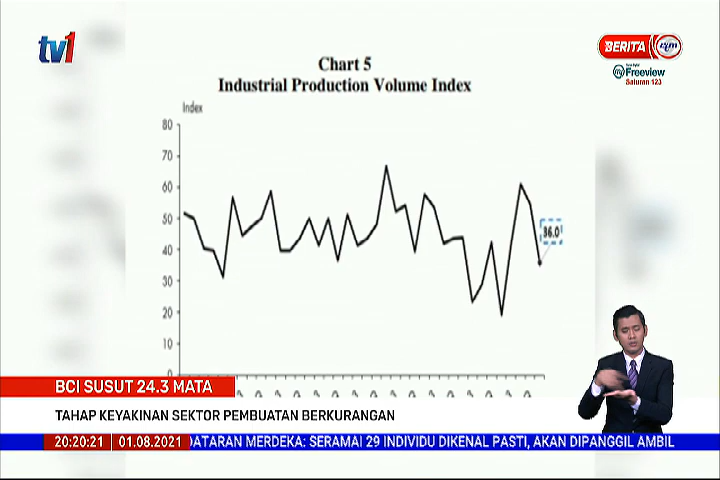 tv1
BERITA rtm
myFreeview
Saluran 123
Chart 5
Industrial Production Volume Index
Index
80
70
60
50
40
30
20
10
0
36.0
BCI SUSUT 24.3 MATA
TAHAP KEYAKINAN SEKTOR PEMBUATAN BERKURANGAN
20:20:21 01.08.2021 DATARAN MERDEKA: SERAMAI 29 INDIVIDU DIKENAL PASTI, AKAN DIPANGGIL AMBIL